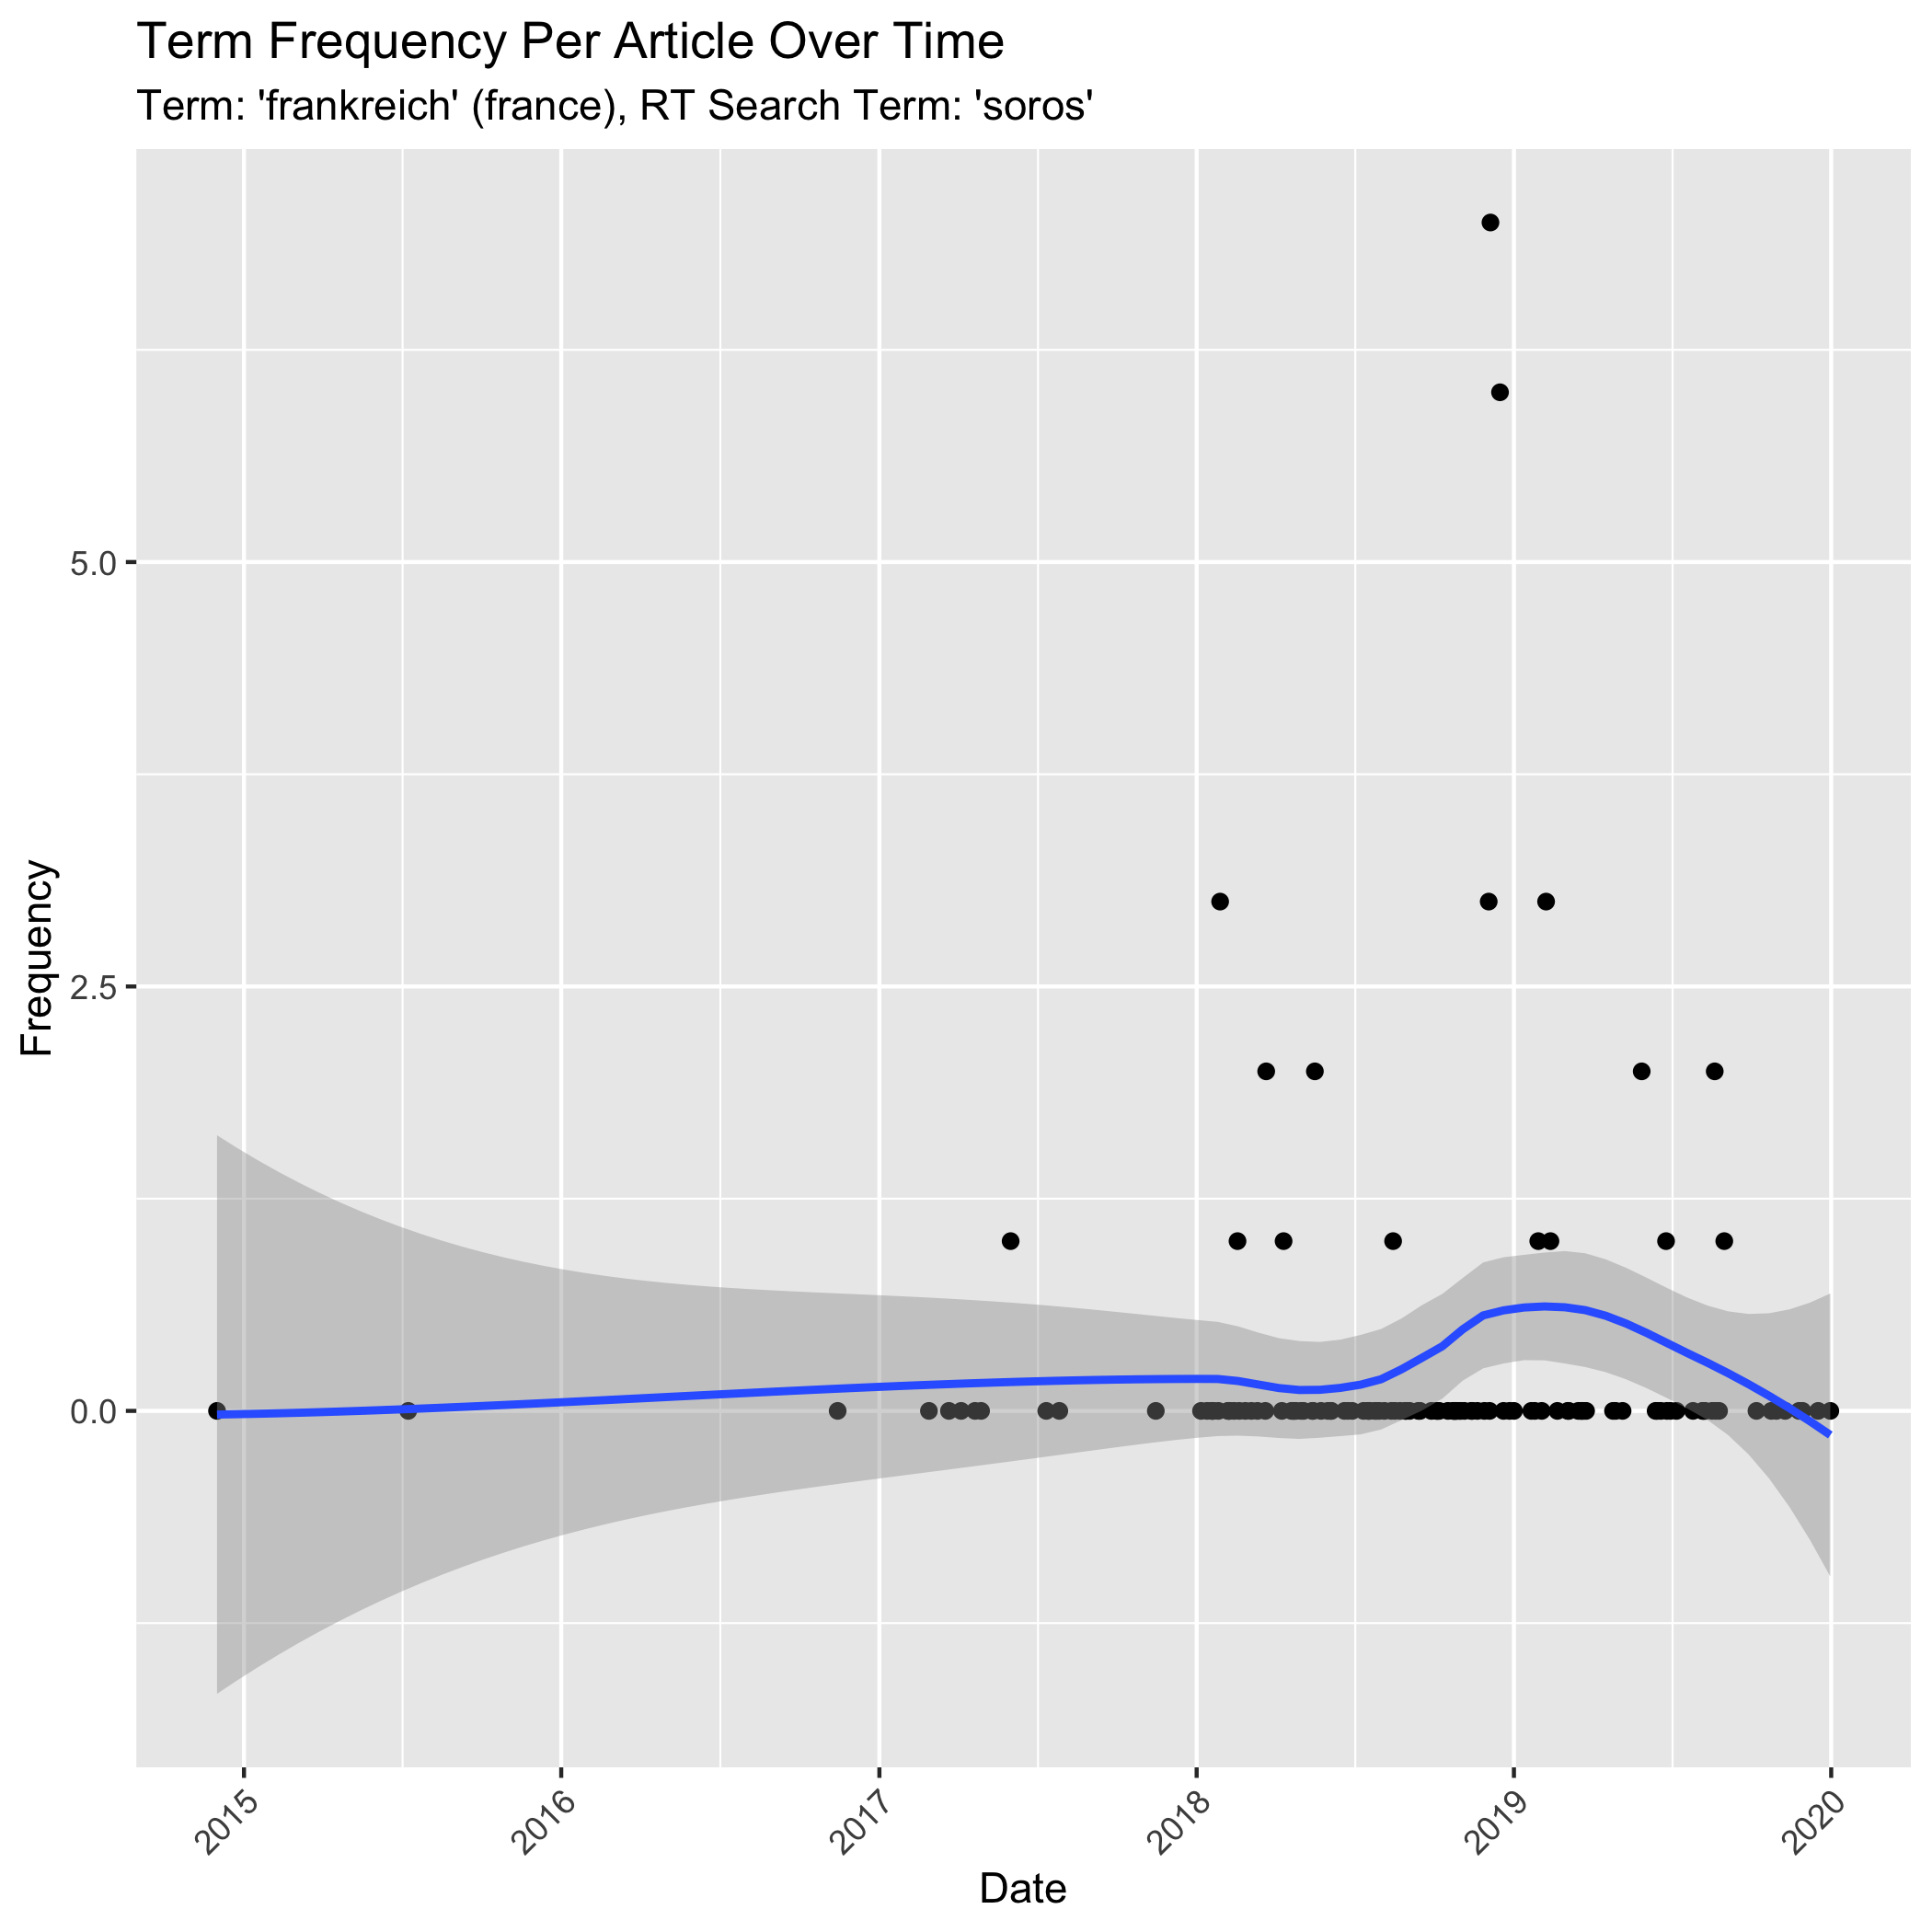 Term Frequency Per Article Over Time
Term: 'frankreich' (france), RT Search Term: 'soros'
Frequency
5.0
2.5
0.0
2015
2016
2017
2018
2019
2020
Date